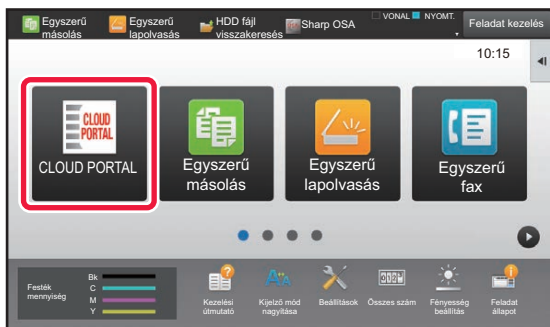 Egyszerű
másolás
Egyszerű
lapolvasás
HDD fájl
visszakeresés
Sharp OSA
VONAL
NYOMT.
Feladat kezelés
10:15
CLOUD
PORTAL
CLOUD PORTAL
Egyszerű
másolás
Egyszerű
lapolvasás
Egyszerű
fax
Festék
mennyiség
Bk
C
M
Y
Kezelési
útmutató
Kijelző mód
nagyítása
Beállítások
Összes szám
Fényesség
beállítás
Feladat
állapot